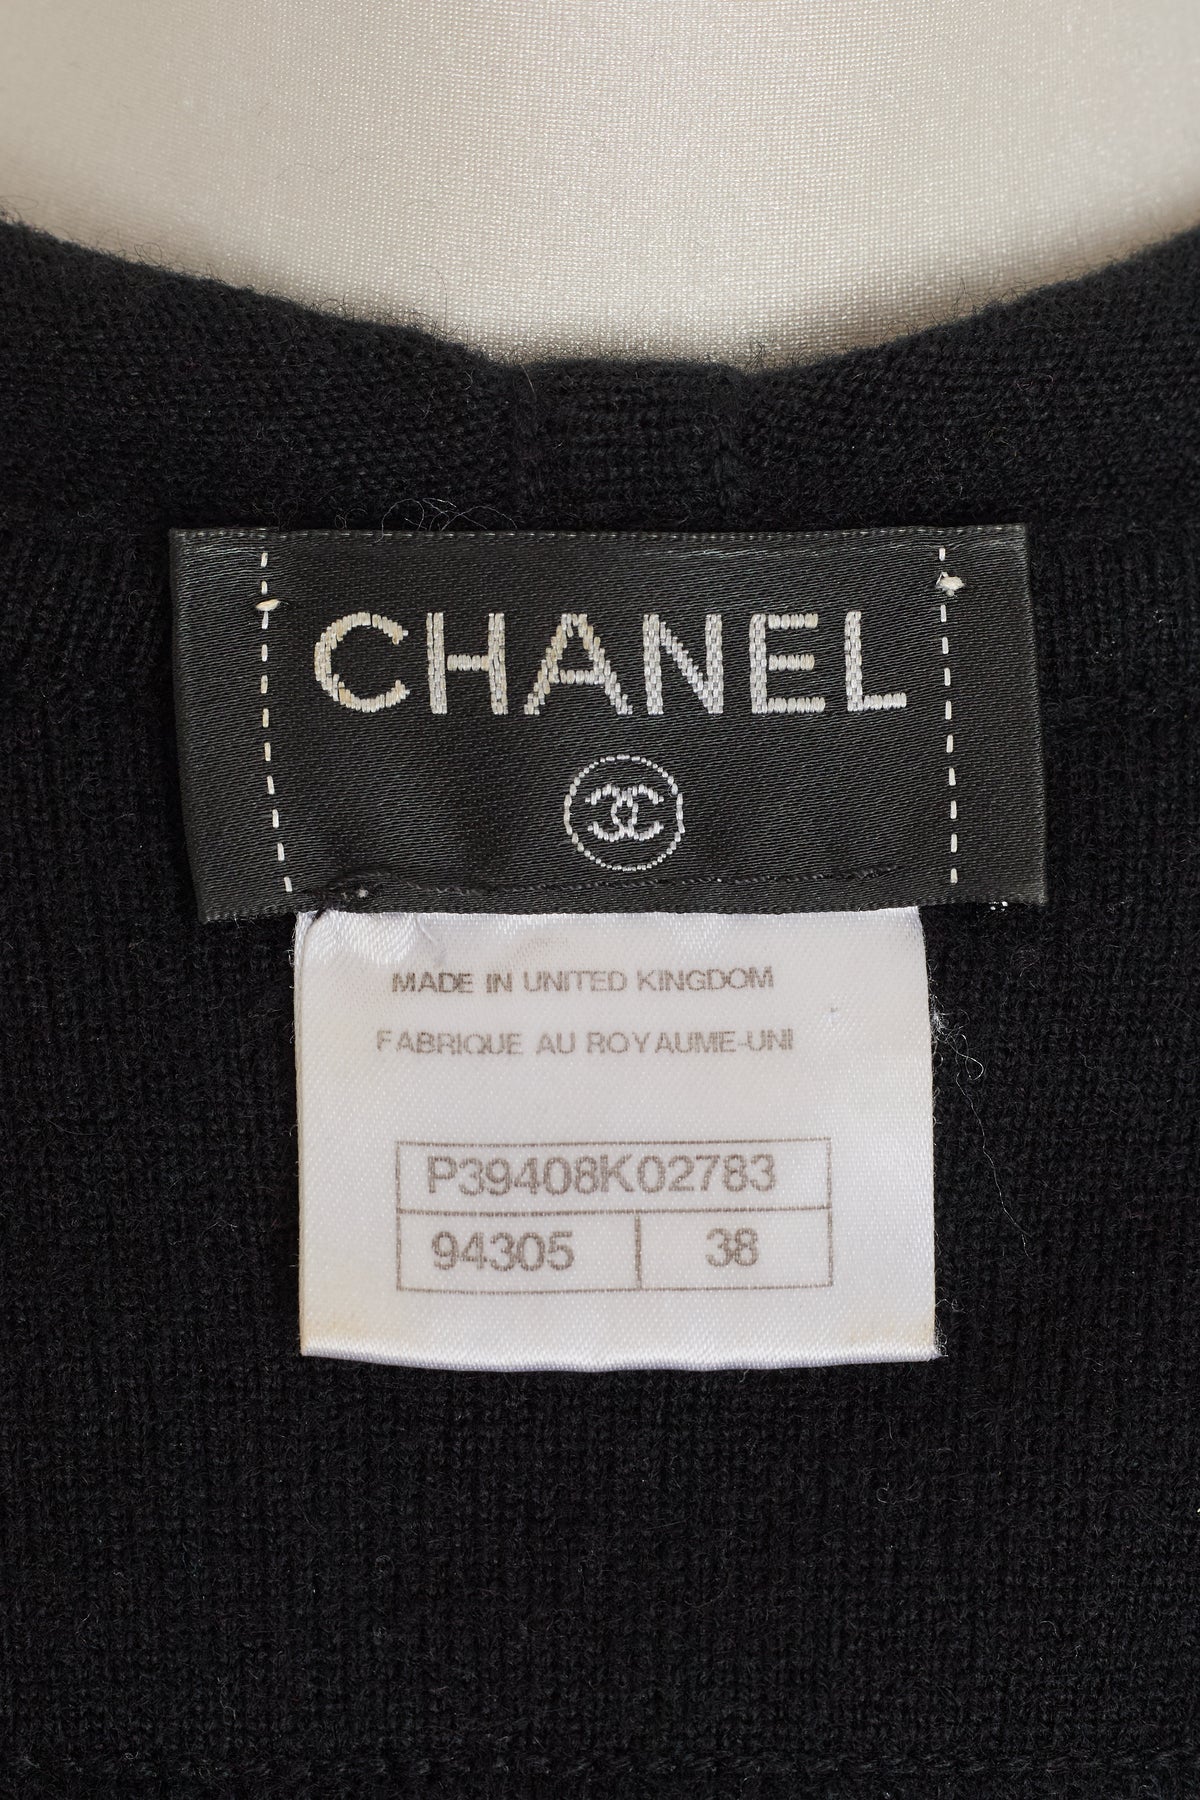 CHANEL
MADE IN UNITED KINGDOM
FABRIQUE AU ROYAUME-UNI
P39408K02783
94305 38